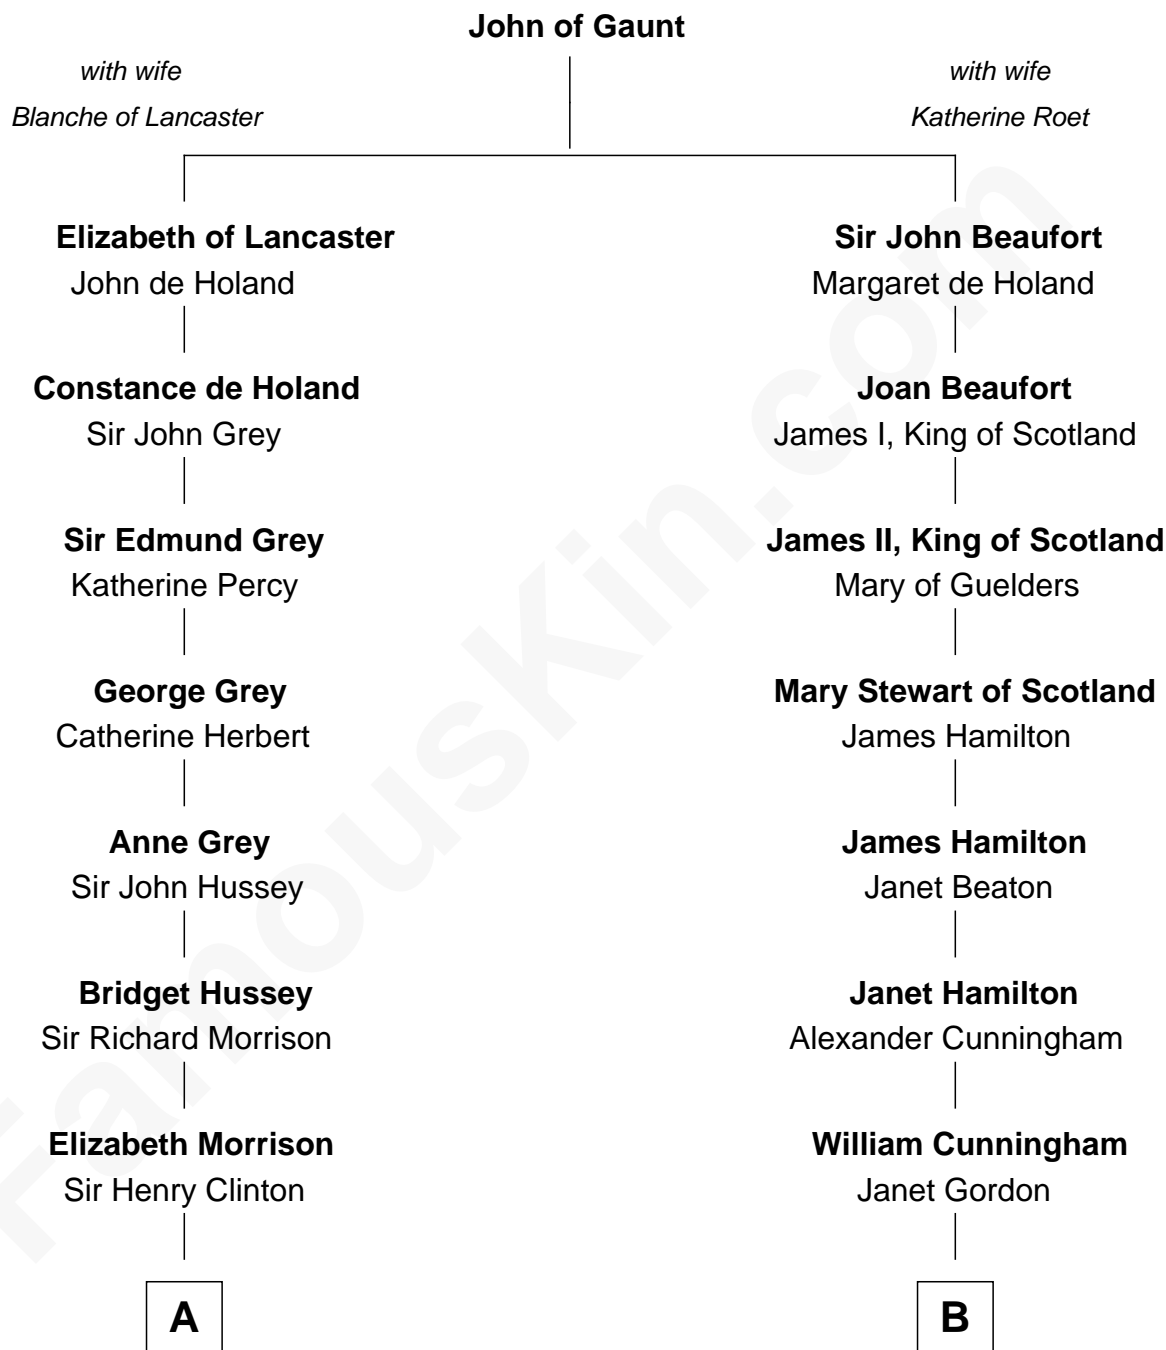 John of Gaunt
with wife
Blanche of Lancaster
with wife
Katherine Roet
Elizabeth of Lancaster
John de Holand
Sir John Beaufort
Margaret de Holand
Constance de Holand
Sir John Grey
Joan Beaufort
James I, King of Scotland
Sir Edmund Grey
Katherine Percy
James II, King of Scotland
Mary of Guelders
George Grey
Catherine Herbert
Mary Stewart of Scotland
James Hamilton
Anne Grey
Sir John Hussey
James Hamilton
Janet Beaton
Bridget Hussey
Sir Richard Morrison
Janet Hamilton
Alexander Cunningham
Elizabeth Morrison
Sir Henry Clinton
William Cunningham
Janet Gordon
A
B
FamousKin.com